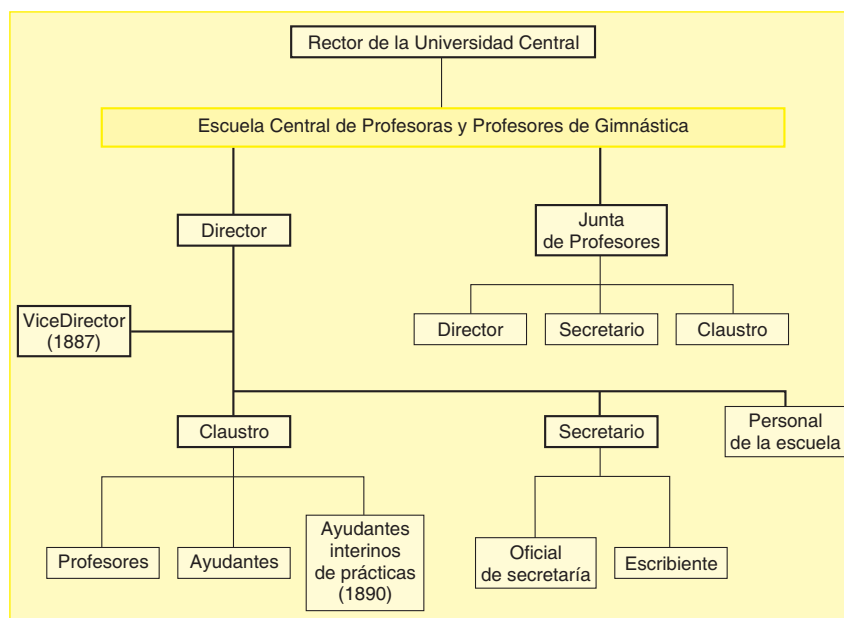 Rector de la Universidad Central
Escuela Central de Profesoras y Profesores de Gimnástica
Director
Junta
de Profesores
ViceDirector
(1887)
Director
Secretario
Claustro
Claustro
Secretario
Personal
de la escuela
Profesores
Ayudantes
Ayudantes
interinos
de prácticas
(1890)
Oficial
de secretaría
Escribiente